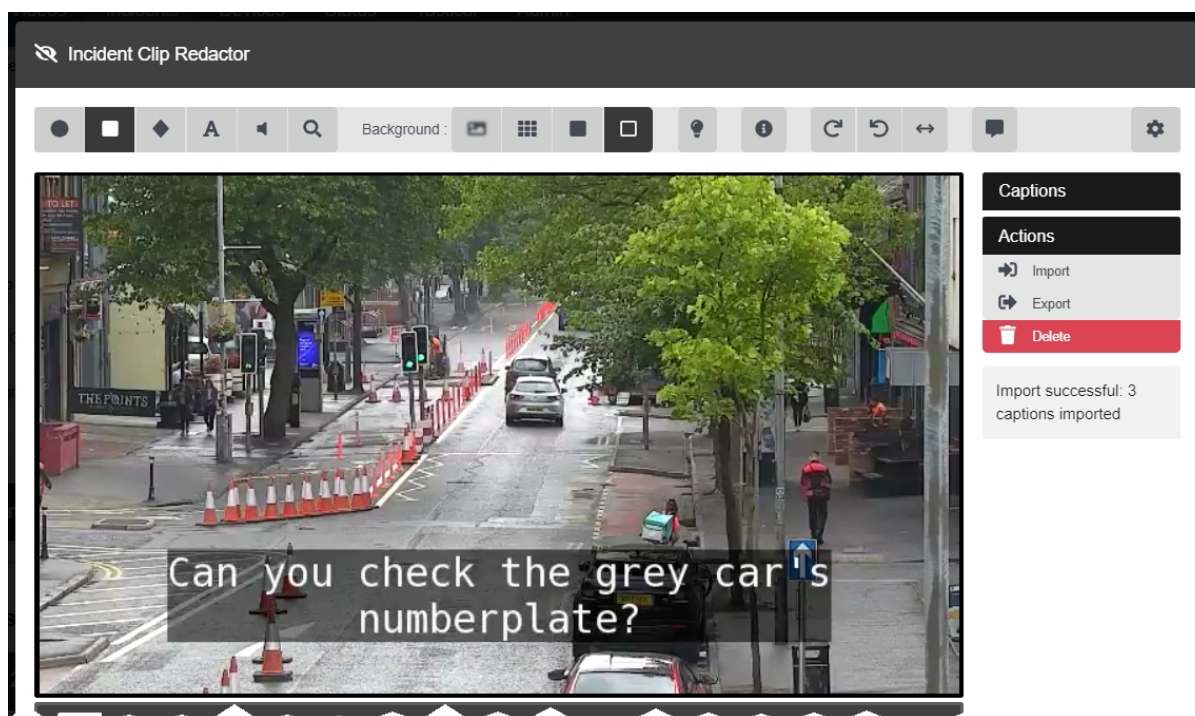 Incident Clip Redactor
Background :
Captions
Actions
Import
Export
Delete
Import successful: 3
captions imported
TO LET
THE POINTS
Can you check the grey car's
numberplate?